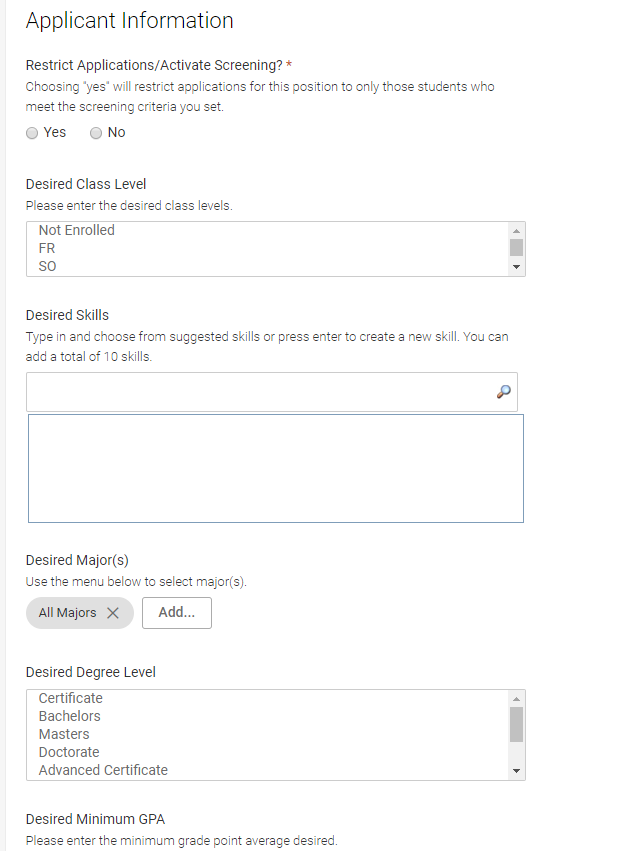 Applicant Information
Restrict Applications/Activate Screening? *
Choosing "yes" will restrict applications for this position to only those students who
meet the screening criteria you set.
Yes No
Desired Class Level
Please enter the desired class levels.
Not Enrolled
FR
SO
Desired Skills
Type in and choose from suggested skills or press enter to create a new skill. You can
add a total of 10 skills.
Desired Major(s)
Use the menu below to select major(s).
All Majors Add...
Desired Degree Level
Certificate
Bachelors
Masters
Doctorate
Advanced Certificate
Desired Minimum GPA
Please enter the minimum grade point average desired.